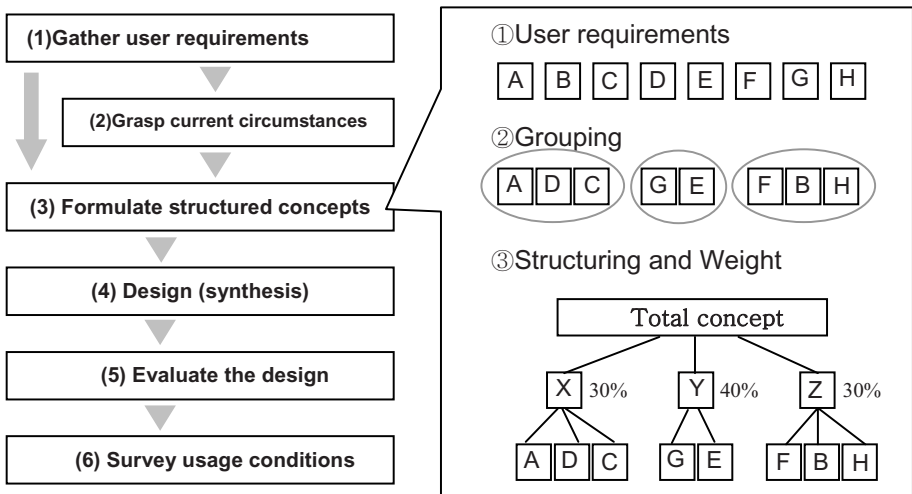 (1)Gather user requirements
(2)Grasp current circumstances
(3) Formulate structured concepts
(4) Design (synthesis)
(5) Evaluate the design
(6) Survey usage conditions
①User requirements
A B C D E F G H
②Grouping
A D C G E F B H
③Structuring and Weight
Total concept
X 30% Y 40% Z 30%
A D C G E F B H